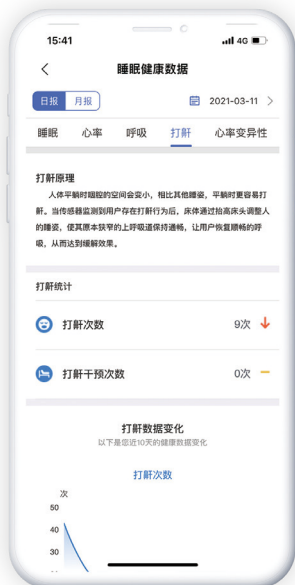 15:41
4G
睡眠健康数据
日报 月报 2021-03-11
睡眠 心率 呼吸 打鼾 心率变异性
打鼾原理
人体平躺时咽腔的空间会变小，相比其他睡姿，平躺时更容易打
鼾。当传感器监测到用户存在打鼾行为后，床体通过抬高床头调整人
的睡姿，使其原本狭窄的上呼吸道保持通畅，让用户恢复顺畅的呼
吸，从而达到缓解效果。
打鼾统计
打鼾次数 9次
打鼾干预次数 0次
打鼾数据变化
以下是您近10天的健康数据变化
打鼾次数
次
50
40
30